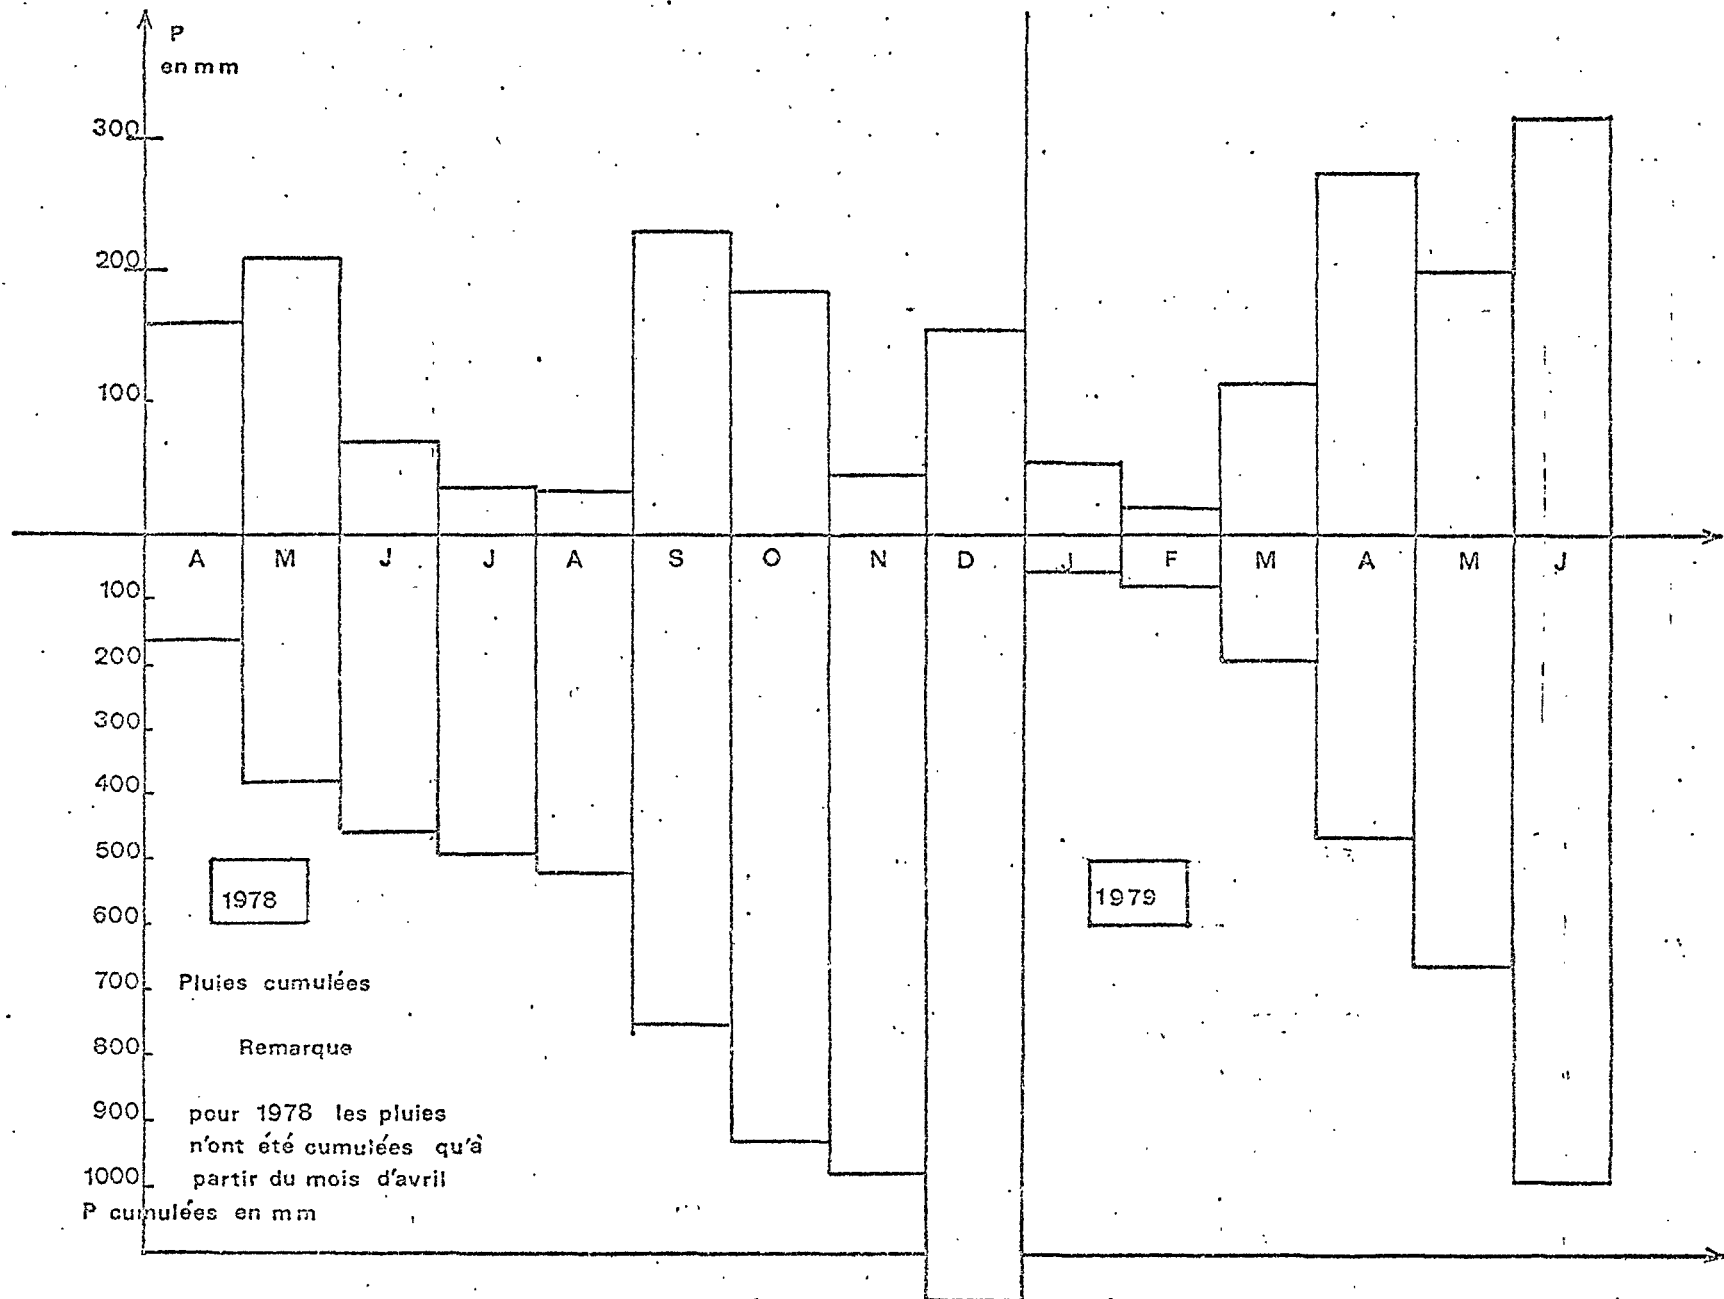 P
en mm
300
200
100
A M J J A S O N D J F M A M J
100
200
300
400
500
600
700
800
900
1000
1978
1979
Pluies cumulées
Remarque
pour 1978 les pluies
n'ont été cumulées qu'à
partir du mois d'avril
P cumulées en mm